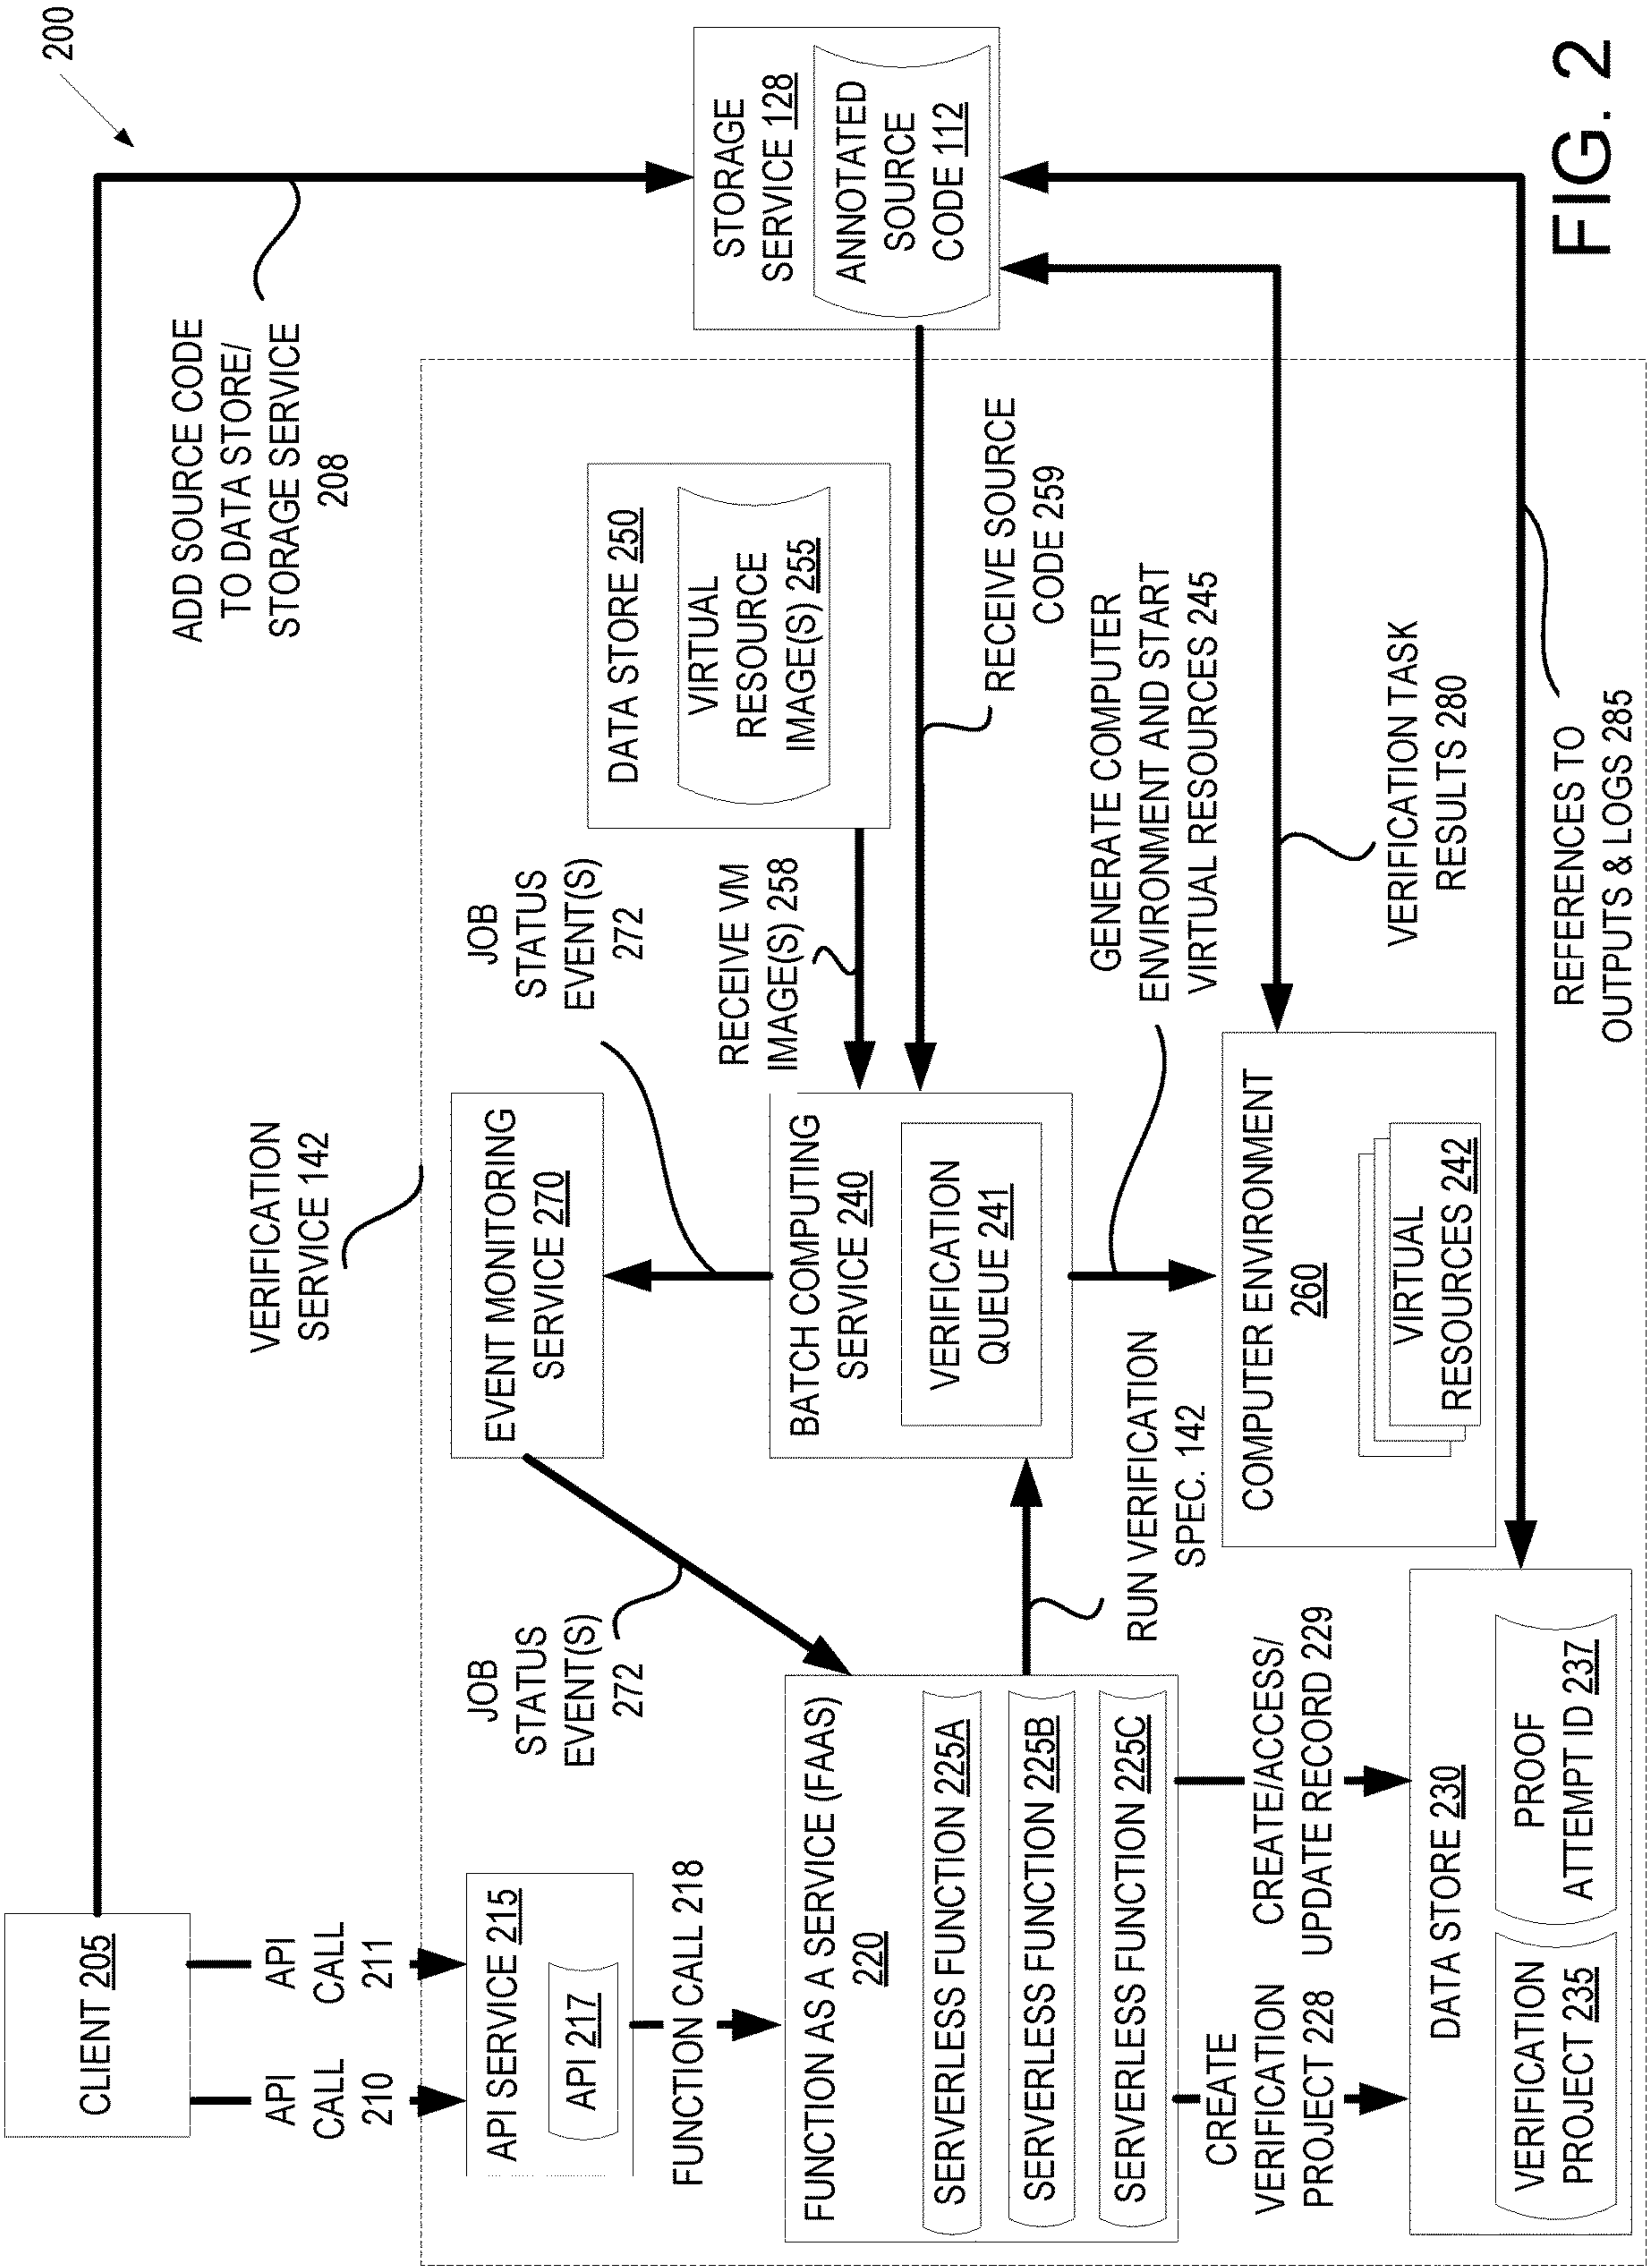 200
CLIENT 205
API
CALL
210
API
CALL
211
ADD SOURCE CODE
TO DATA STORE/
STORAGE SERVICE
208
VERIFICATION
SERVICE 142
API SERVICE 215
API 217
FUNCTION CALL 218
JOB
STATUS
EVENT(S)
272
EVENT MONITORING
SERVICE 270
JOB
STATUS
EVENT(S)
272
DATA STORE 250
VIRTUAL
RESOURCE
IMAGE(S) 255
RECEIVE VM
IMAGE(S) 258
STORAGE
SERVICE 128
ANNOTATED
SOURCE
CODE 112
FUNCTION AS A SERVICE (FAAS)
220
SERVERLESS FUNCTION 225A
SERVERLESS FUNCTION 225B
SERVERLESS FUNCTION 225C
BATCH COMPUTING
SERVICE 240
VERIFICATION
QUEUE 241
RECEIVE SOURCE
CODE 259
RUN VERIFICATION
SPEC. 142
GENERATE COMPUTER
ENVIRONMENT AND START
VIRTUAL RESOURCES 245
CREATE
VERIFICATION
PROJECT 228
CREATE/ACCESS/
UPDATE RECORD 229
COMPUTER ENVIRONMENT
260
VIRTUAL
RESOURCES 242
VERIFICATION TASK
RESULTS 280
DATA STORE 230
VERIFICATION
PROJECT 235
PROOF
ATTEMPT ID 237
REFERENCES TO
OUTPUTS & LOGS 285
FIG. 2